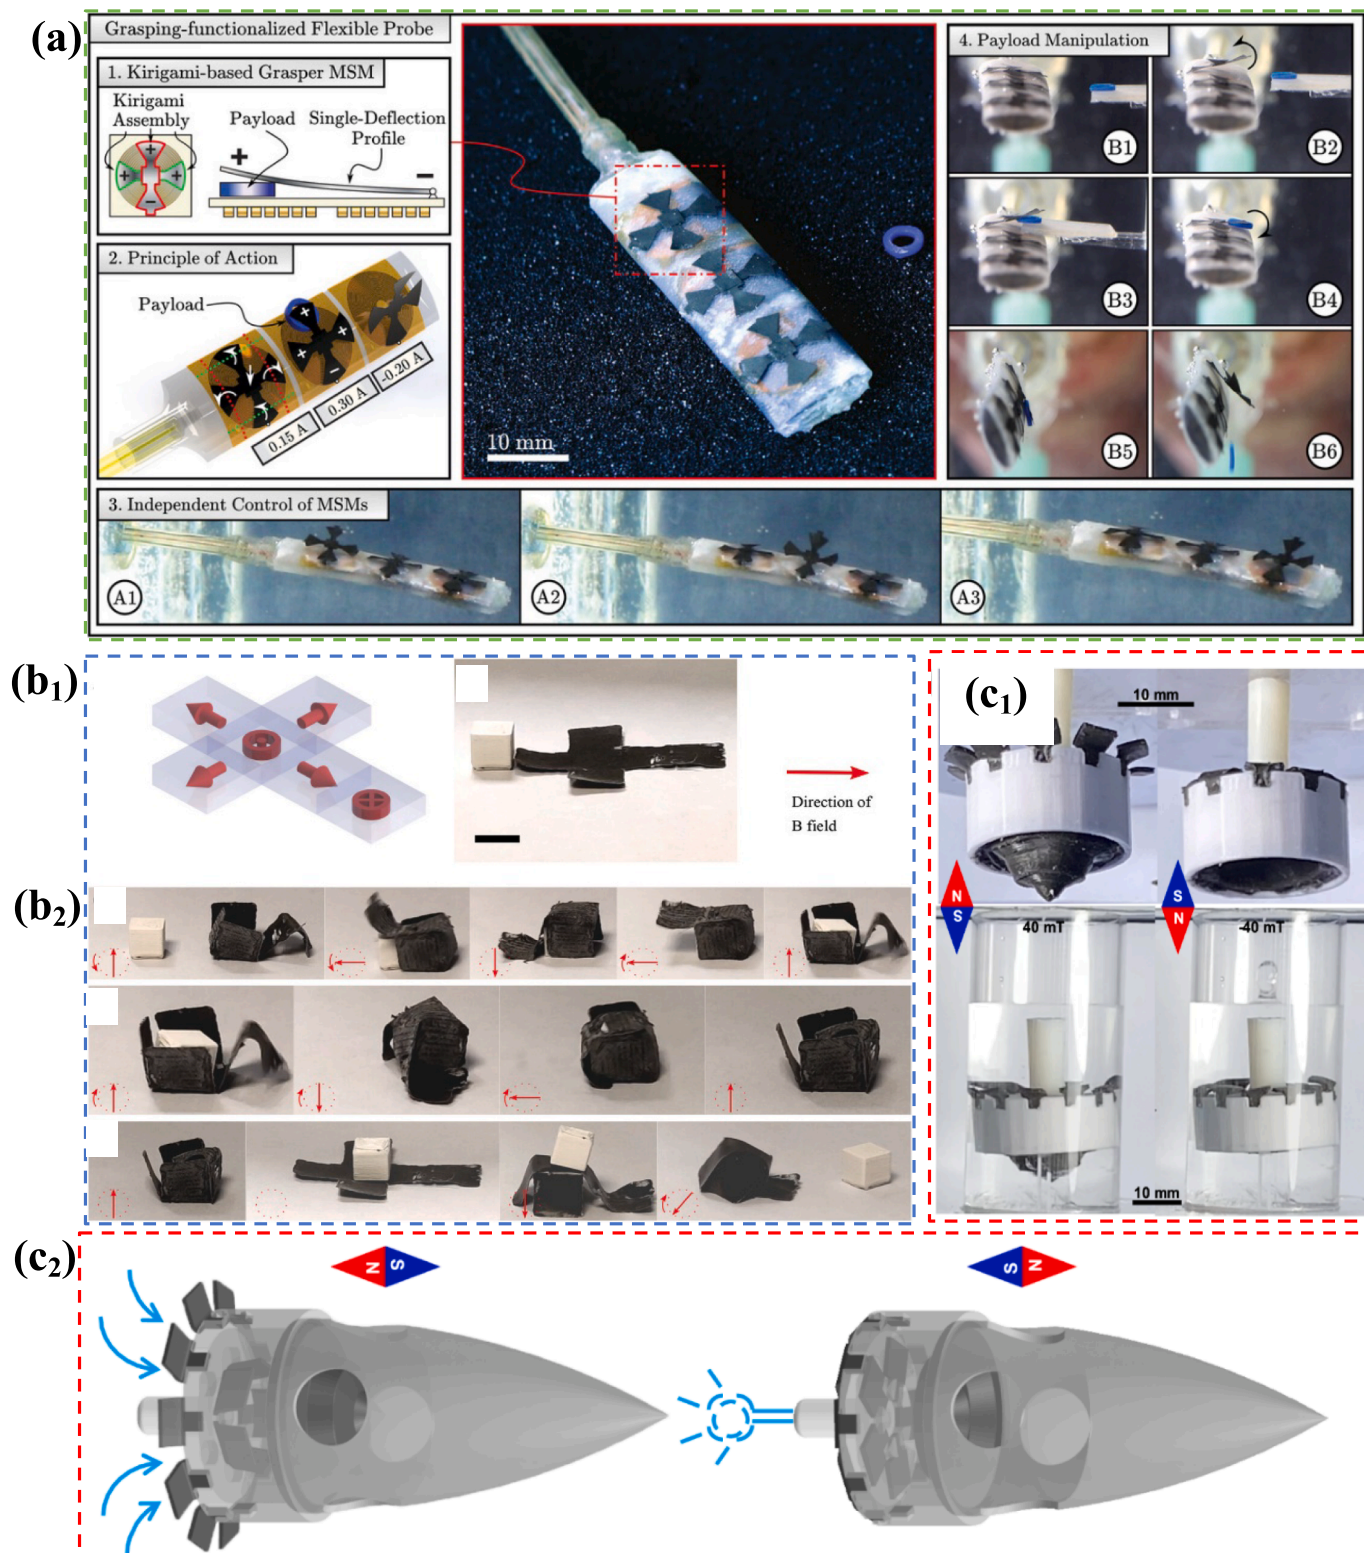 (a)
Grasping-functionalized Flexible Probe
1. Kirigami-based Grasper MSM
Kirigami
Assembly
Payload
Single-Deflection
Profile
+
+
+
−
+
−
2. Principle of Action
Payload
+
+
+
−
0.15 A
0.30 A
-0.20 A
10 mm
4. Payload Manipulation
B1
B2
B3
B4
B5
B6
3. Independent Control of MSMs
A1
A2
A3
(b1)
Direction of
B field
(b2)
(c1)
10 mm
N
S
S
N
40 mT
-40 mT
10 mm
(c2)
N
S
S
N